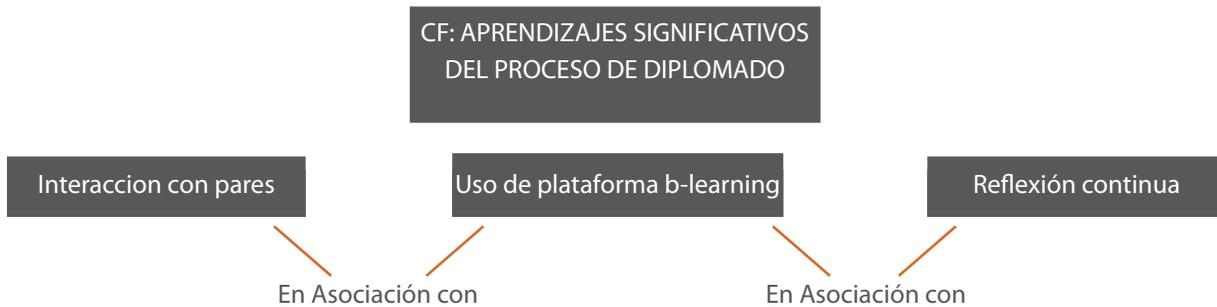 CF: APRENDIZAJES SIGNIFICATIVOS
DEL PROCESO DE DIPLOMADO
Interaccion con pares
Uso de plataforma b-learning
Reflexión continua
En Asociación con
En Asociación con